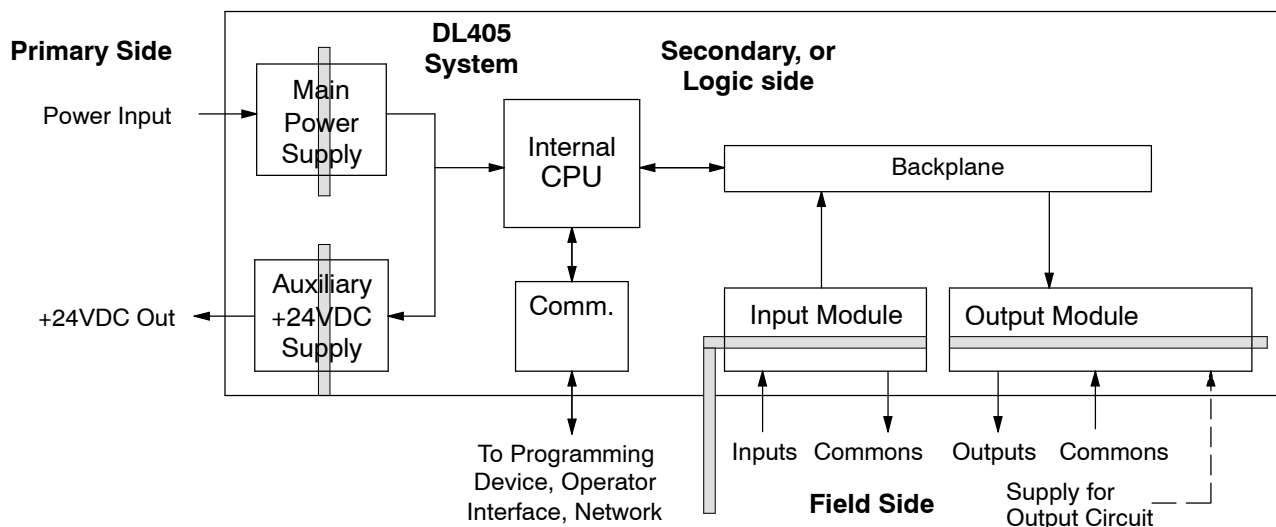 Primary Side
DL405
System
Secondary, or
Logic side
Power Input
Main
Power
Supply
Internal
CPU
Backplane
+24VDC Out
Auxiliary
+24VDC
Supply
Comm.
Input Module
Output Module
To Programming
Device, Operator
Interface, Network
Inputs
Commons
Outputs
Commons
Field Side
Supply for
Output Circuit